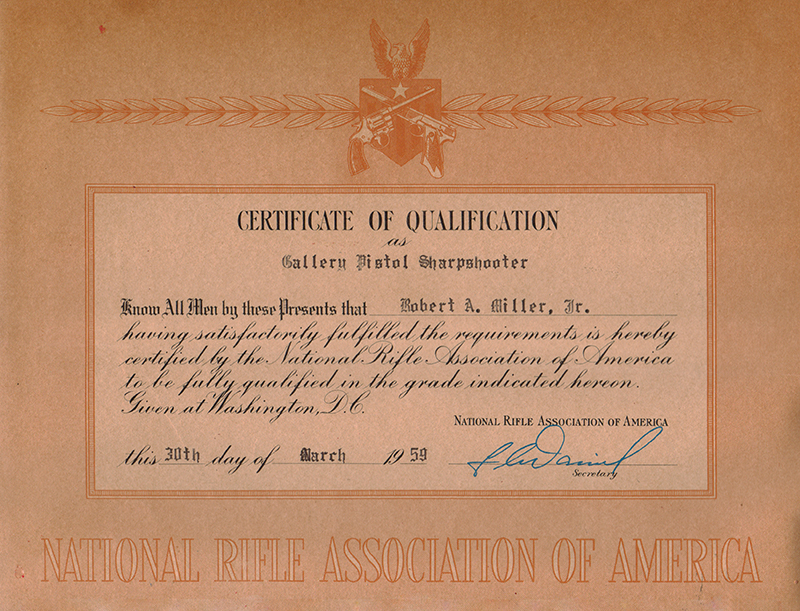 CERTIFICATE OF QUALIFICATION
as
Gallery Pistol Sharpshooter
Know All Men by these Presents that Robert A. Miller, Jr.
having satisfactorily fulfilled the requirements is hereby
certified by the National Rifle Association of America
to be fully qualified in the grade indicated hereon.
Given at Washington, D.C.
NATIONAL RIFLE ASSOCIATION OF AMERICA
this 30th day of March 1959
Secretary
NATIONAL RIFLE ASSOCIATION OF AMERICA